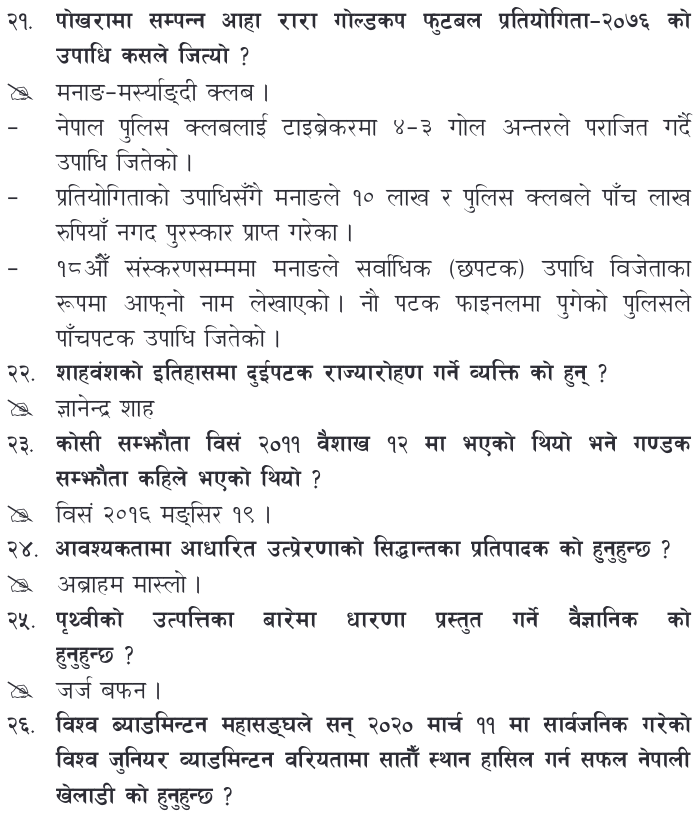 २१. पोखरामा सम्पन्न आहा रारा गोल्डकप फुटबल प्रतियोगिता-२०७६ को
उपाधि कसले जित्यो ?
मनाङ-मर्स्याङ्दी क्लब ।
- नेपाल पुलिस क्लबलाई टाइब्रेकरमा ४-३ गोल अन्तरले पराजित गर्दै
उपाधि जितेको ।
- प्रतियोगिताको उपाधिसँगै मनाङले १० लाख र पुलिस क्लबले पाँच लाख
रुपियाँ नगद पुरस्कार प्राप्त गरेका ।
- १८औँ संस्करणसम्ममा मनाङले सर्वाधिक (छपटक) उपाधि विजेताका
रूपमा आफ्नो नाम लेखाएको । नौ पटक फाइनलमा पुगेको पुलिसले
पाँचपटक उपाधि जितेको ।
२२. शाहवंशको इतिहासमा दुईपटक राज्यारोहण गर्ने व्यक्ति को हुन् ?
ज्ञानेन्द्र शाह
२३. कोसी सम्झौता विसं २०११ वैशाख १२ मा भएको थियो भने गण्डक
सम्झौता कहिले भएको थियो ?
विसं २०१६ मङ्सिर १९ ।
२४. आवश्यकतामा आधारित उत्प्रेरणाको सिद्धान्तका प्रतिपादक को हुनुहुन्छ ?
अब्राहम मास्लो ।
२५. पृथ्वीको उत्पत्तिका बारेमा धारणा प्रस्तुत गर्ने वैज्ञानिक को
हुनुहुन्छ ?
जर्ज बफन ।
२६. विश्व ब्याडमिन्टन महासङ्घले सन् २०२० मार्च ११ मा सार्वजनिक गरेको
विश्व जुनियर व्याडमिन्टन वरियतामा सातौँ स्थान हासिल गर्न सफल नेपाली
खेलाडी को हुनुहुन्छ ?